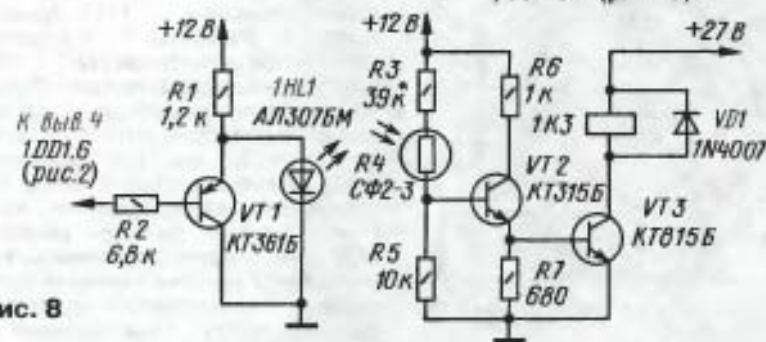 +12 В
R1
1,2 к
1HL1
АЛ307БМ
К выв. 4
1.DD1.6
(рис.2)
R2
6,8 к
VT1
КТ361Б
+12 В
R3
39к*
R4
СФ2-3
R5
10к
R6
1к
VT2
КТ315Б
R7
680
+27 В
1К3
VD1
1N4007
VT3
КТ815Б
ис. 8